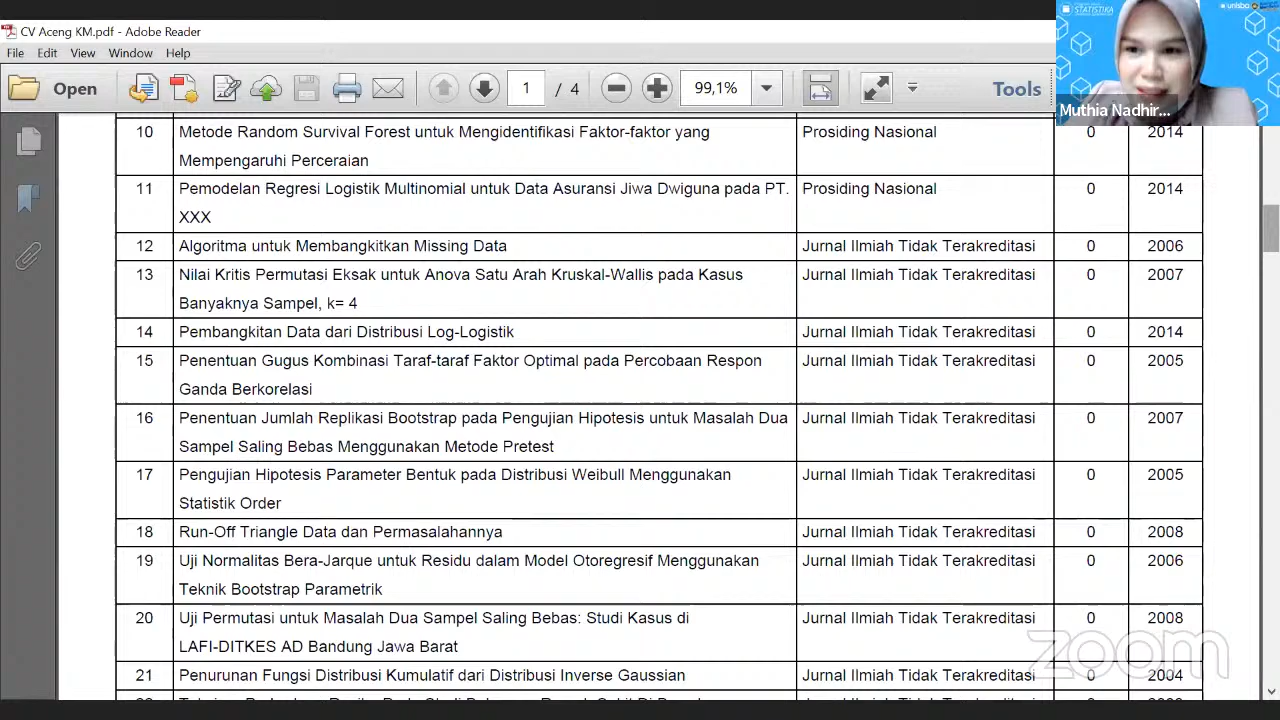 CV Aceng KM.pdf - Adobe Reader
File Edit View Window Help
Open 1 / 4 99,1% Tools
STATISTIKA
unisba
Muthia Nadhir...
10 Metode Random Survival Forest untuk Mengidentifikasi Faktor-faktor yang Prosiding Nasional 0 2014
Mempengaruhi Perceraian
11 Pemodelan Regresi Logistik Multinomial untuk Data Asuransi Jiwa Dwiguna pada PT. Prosiding Nasional 0 2014
XXX
12 Algoritma untuk Membangkitkan Missing Data Jurnal Ilmiah Tidak Terakreditasi 0 2006
13 Nilai Kritis Permutasi Eksak untuk Anova Satu Arah Kruskal-Wallis pada Kasus Jurnal Ilmiah Tidak Terakreditasi 0 2007
Banyaknya Sampel, k= 4
14 Pembangkitan Data dari Distribusi Log-Logistik Jurnal Ilmiah Tidak Terakreditasi 0 2014
15 Penentuan Gugus Kombinasi Taraf-taraf Faktor Optimal pada Percobaan Respon Jurnal Ilmiah Tidak Terakreditasi 0 2005
Ganda Berkorelasi
16 Penentuan Jumlah Replikasi Bootstrap pada Pengujian Hipotesis untuk Masalah Dua Jurnal Ilmiah Tidak Terakreditasi 0 2007
Sampel Saling Bebas Menggunakan Metode Pretest
17 Pengujian Hipotesis Parameter Bentuk pada Distribusi Weibull Menggunakan Jurnal Ilmiah Tidak Terakreditasi 0 2005
Statistik Order
18 Run-Off Triangle Data dan Permasalahannya Jurnal Ilmiah Tidak Terakreditasi 0 2008
19 Uji Normalitas Bera-Jarque untuk Residu dalam Model Otoregresif Menggunakan Jurnal Ilmiah Tidak Terakreditasi 0 2006
Teknik Bootstrap Parametrik
20 Uji Permutasi untuk Masalah Dua Sampel Saling Bebas: Studi Kasus di Jurnal Ilmiah Tidak Terakreditasi 0 2008
LAFI-DITKES AD Bandung Jawa Barat
21 Penurunan Fungsi Distribusi Kumulatif dari Distribusi Inverse Gaussian Jurnal Ilmiah Tidak Terakreditasi 0 2004
zoom